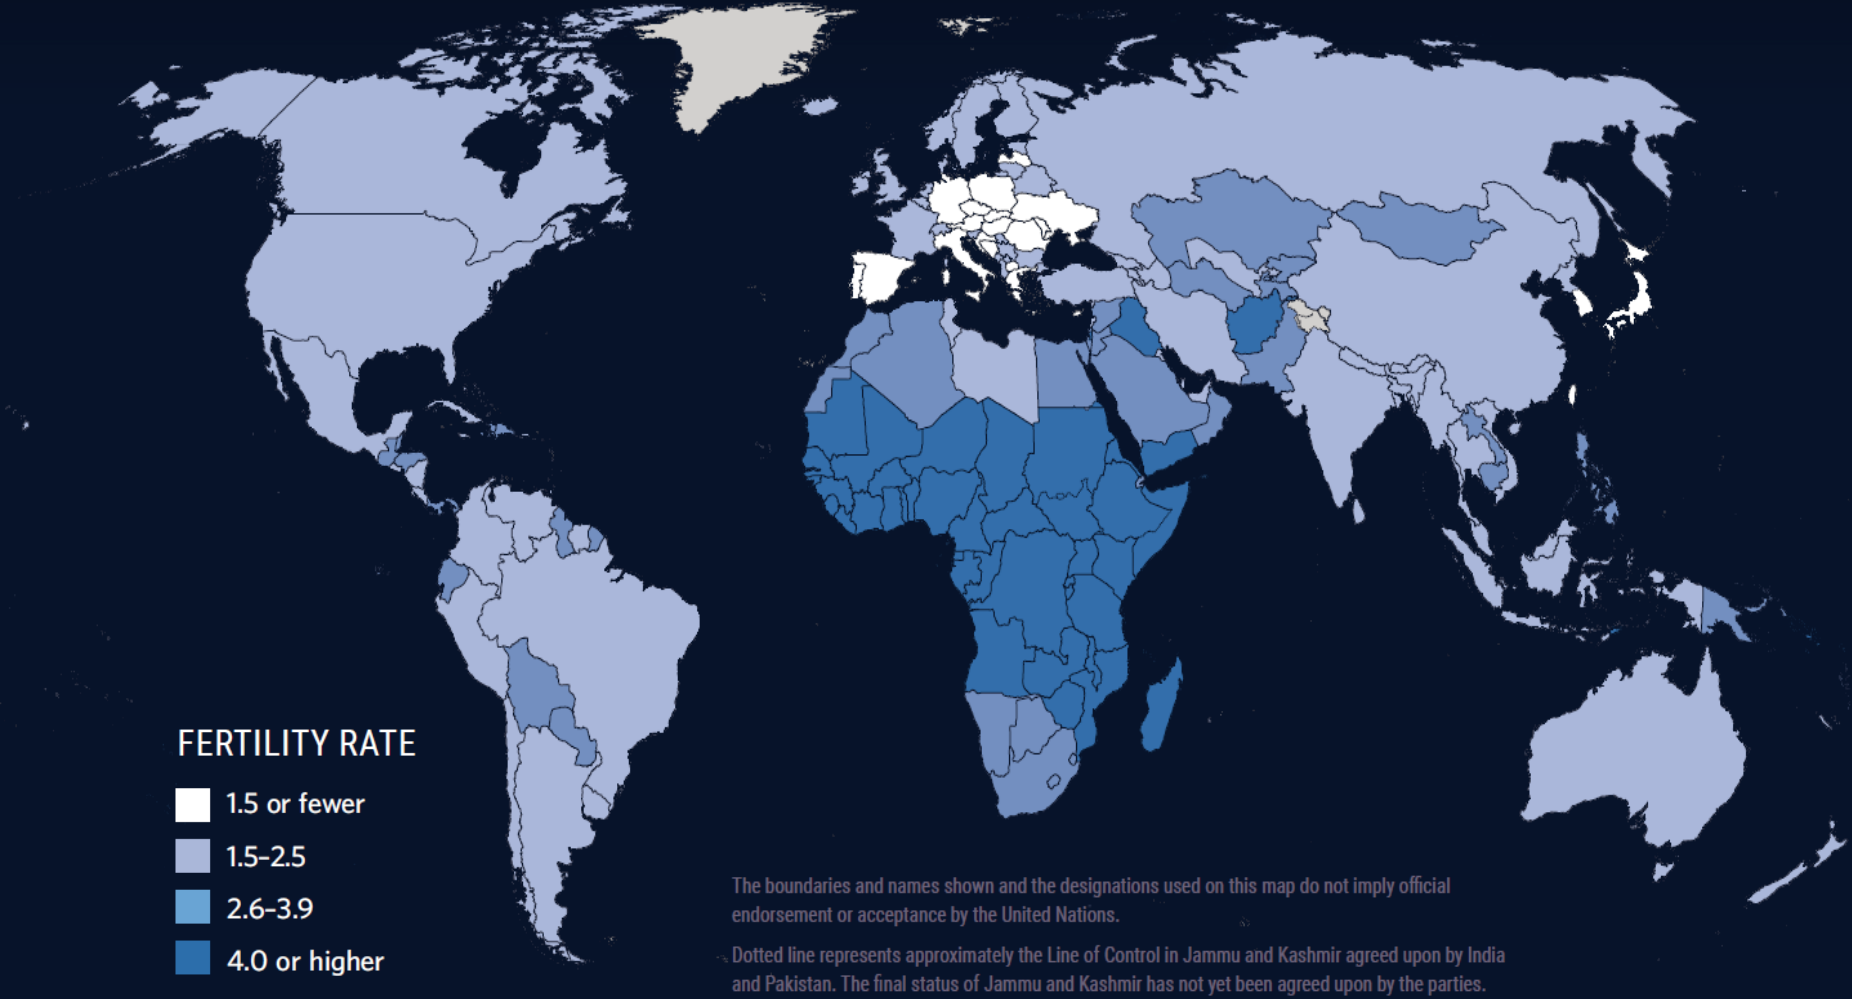 FERTILITY RATE
1.5 or fewer
1.5–2.5
2.6–3.9
4.0 or higher
The boundaries and names shown and the designations used on this map do not imply official
endorsement or acceptance by the United Nations.
Dotted line represents approximately the Line of Control in Jammu and Kashmir agreed upon by India
and Pakistan. The final status of Jammu and Kashmir has not yet been agreed upon by the parties.